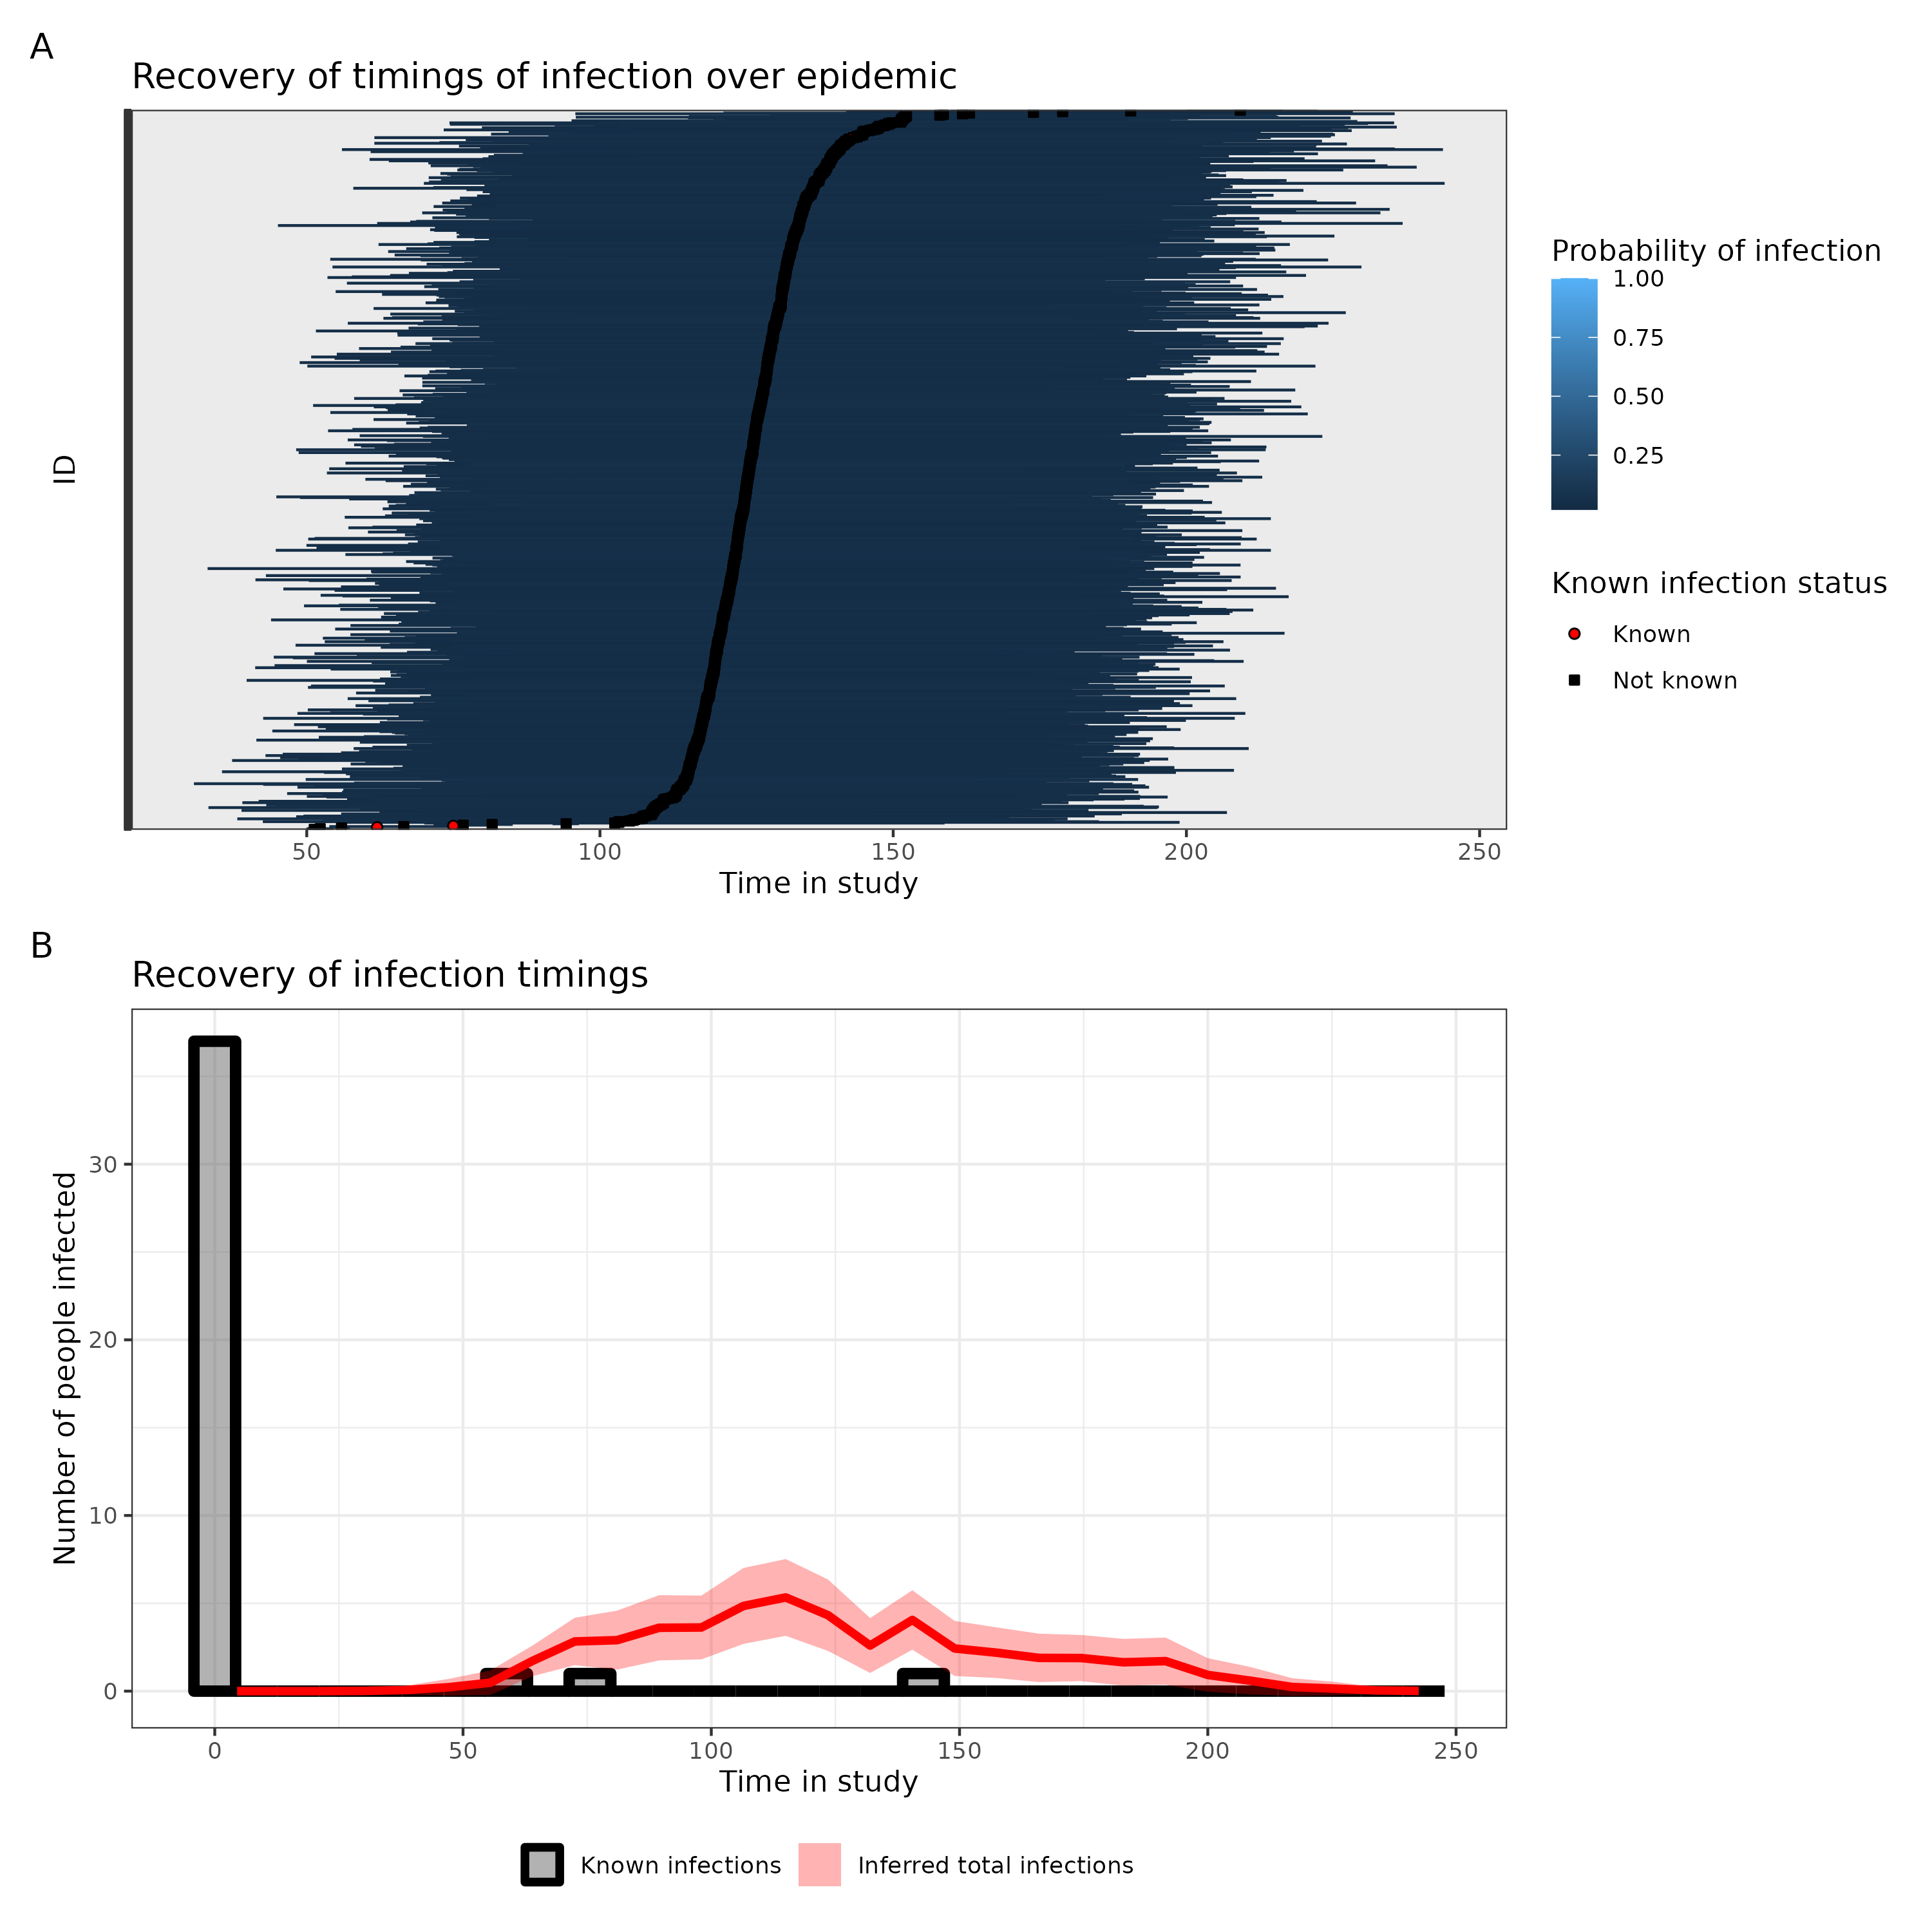 A
Recovery of timings of infection over epidemic
ID
50 100 150 200 250
Time in study
Probability of infection
1.00
0.75
0.50
0.25
Known infection status
Known
Not known
B
Recovery of infection timings
Number of people infected
30
20
10
0
0 50 100 150 200 250
Time in study
Known infections Inferred total infections